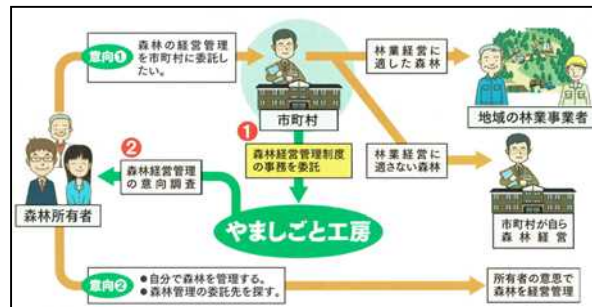 意向1
森林の経営管理
を市町村に委託
したい。
市町村
林業経営に
適した森林
地域の林業事業者
1
森林経営管理制度
の事務を委託
林業経営に
適さない森林
2
森林経営管理
の意向調査
森林所有者
やましごと工房
市町村が自ら
森林経営
意向2
●自分で森林を管理する。
●森林管理の委託先を探す。
所有者の意思で
森林を経営管理